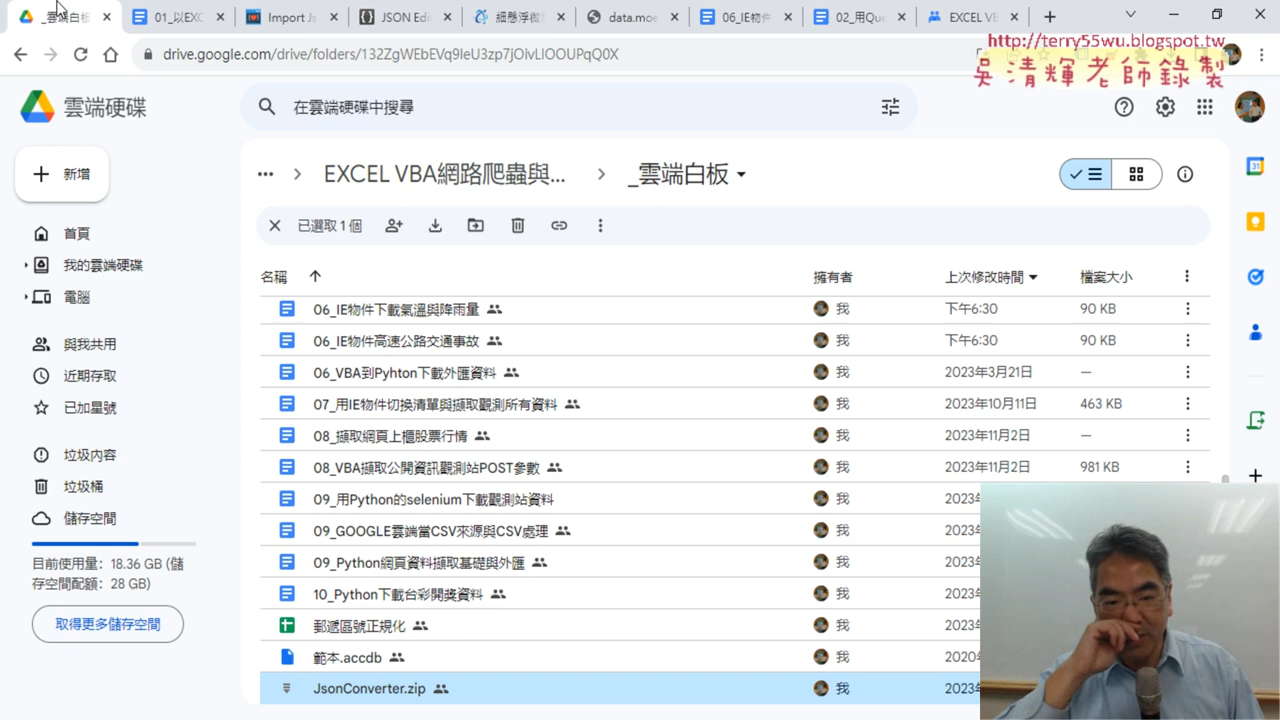 _雲端白板
01_以EXC
Import Js
JSON Edi
細懸浮微
data.moe
06_IE物件
02_用Que
EXCEL VB
drive.google.com/drive/folders/132ZgWEbEVq9IeU3zp7jOivLlOOUPqQ0X
http://terry55wu.blogspot.tw
吳清輝老師錄製
雲端硬碟
在雲端硬碟中搜尋
新增
EXCEL VBA網路爬蟲與...
_雲端白板
已選取 1 個
首頁
我的雲端硬碟
電腦
與我共用
近期存取
已加星號
垃圾內容
垃圾桶
儲存空間
目前使用量：18.36 GB (儲
存空間配額：28 GB)
取得更多儲存空間
名稱 擁有者 上次修改時間 檔案大小
06_IE物件下載氣溫與降雨量 我 下午6:30 90 KB
06_IE物件高速公路交通事故 我 下午6:30 90 KB
06_VBA到Pyhton下載外匯資料 我 2023年3月21日 —
07_用IE物件切換清單與擷取觀測所有資料 我 2023年10月11日 463 KB
08_擷取網頁上櫃股票行情 我 2023年11月2日 —
08_VBA擷取公開資訊觀測站POST參數 我 2023年11月2日 981 KB
09_用Python的selenium下載觀測站資料 我 2023
09_GOOGLE雲端當CSV來源與CSV處理 我 2023
09_Python網頁資料擷取基礎與外匯 我 2023
10_Python下載台彩開獎資料 我 2023
郵遞區號正規化 我 2023
範本.accdb 我 2020
JsonConverter.zip 我 2023